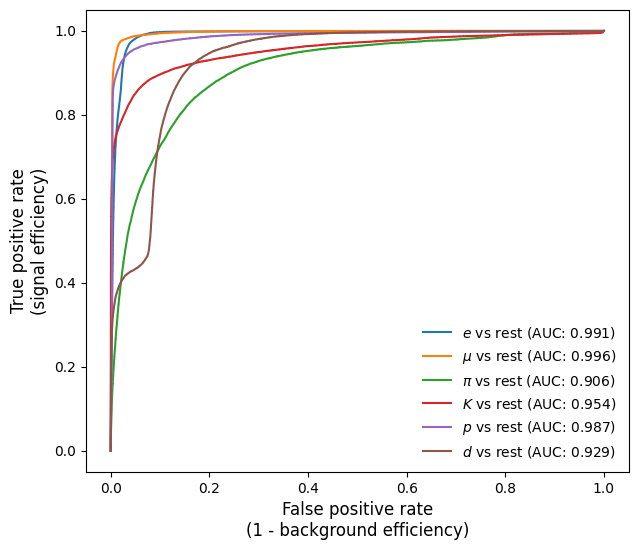 True positive rate
(signal efficiency)
1.0
0.8
0.6
0.4
0.2
0.0
e vs rest (AUC: 0.991)
μ vs rest (AUC: 0.996)
π vs rest (AUC: 0.906)
K vs rest (AUC: 0.954)
p vs rest (AUC: 0.987)
d vs rest (AUC: 0.929)
0.0 0.2 0.4 0.6 0.8 1.0
False positive rate
(1 - background efficiency)